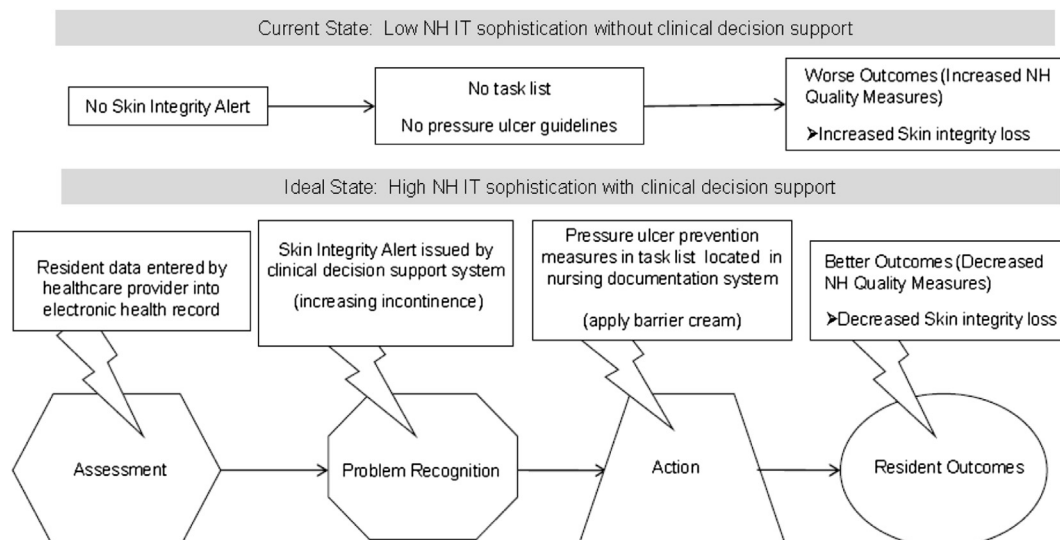 Current State: Low NH IT sophistication without clinical decision support
No Skin Integrity Alert
No task list
No pressure ulcer guidelines
Worse Outcomes (Increased NH
Quality Measures)
➤Increased Skin integrity loss
Ideal State: High NH IT sophistication with clinical decision support
Resident data entered by
healthcare provider into
electronic health record
Skin Integrity Alert issued by
clinical decision support system
(increasing incontinence)
Pressure ulcer prevention
measures in task list located in
nursing documentation system
(apply barrier cream)
Better Outcomes (Decreased
NH Quality Measures)
➤Decreased Skin integrity loss
Assessment
Problem Recognition
Action
Resident Outcomes